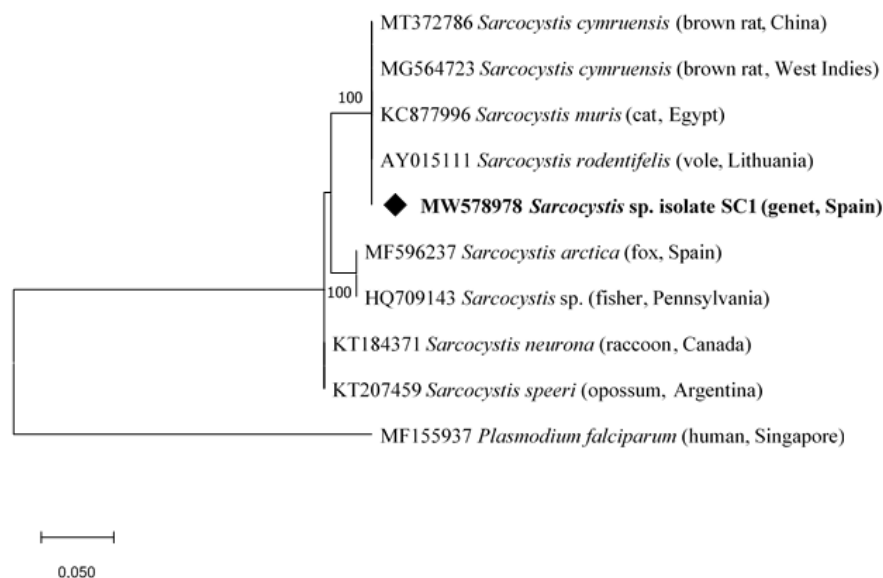 MT372786 Sarcocystis cymruensis (brown rat, China)
MG564723 Sarcocystis cymruensis (brown rat, West Indies)
100
KC877996 Sarcocystis muris (cat, Egypt)
AY015111 Sarcocystis rodentifelis (vole, Lithuania)
MW578978 Sarcocystis sp. isolate SC1 (genet, Spain)
MF596237 Sarcocystis arctica (fox, Spain)
100
HQ709143 Sarcocystis sp. (fisher, Pennsylvania)
KT184371 Sarcocystis neurona (raccoon, Canada)
KT207459 Sarcocystis speeri (opossum, Argentina)
MF155937 Plasmodium falciparum (human, Singapore)
0.050